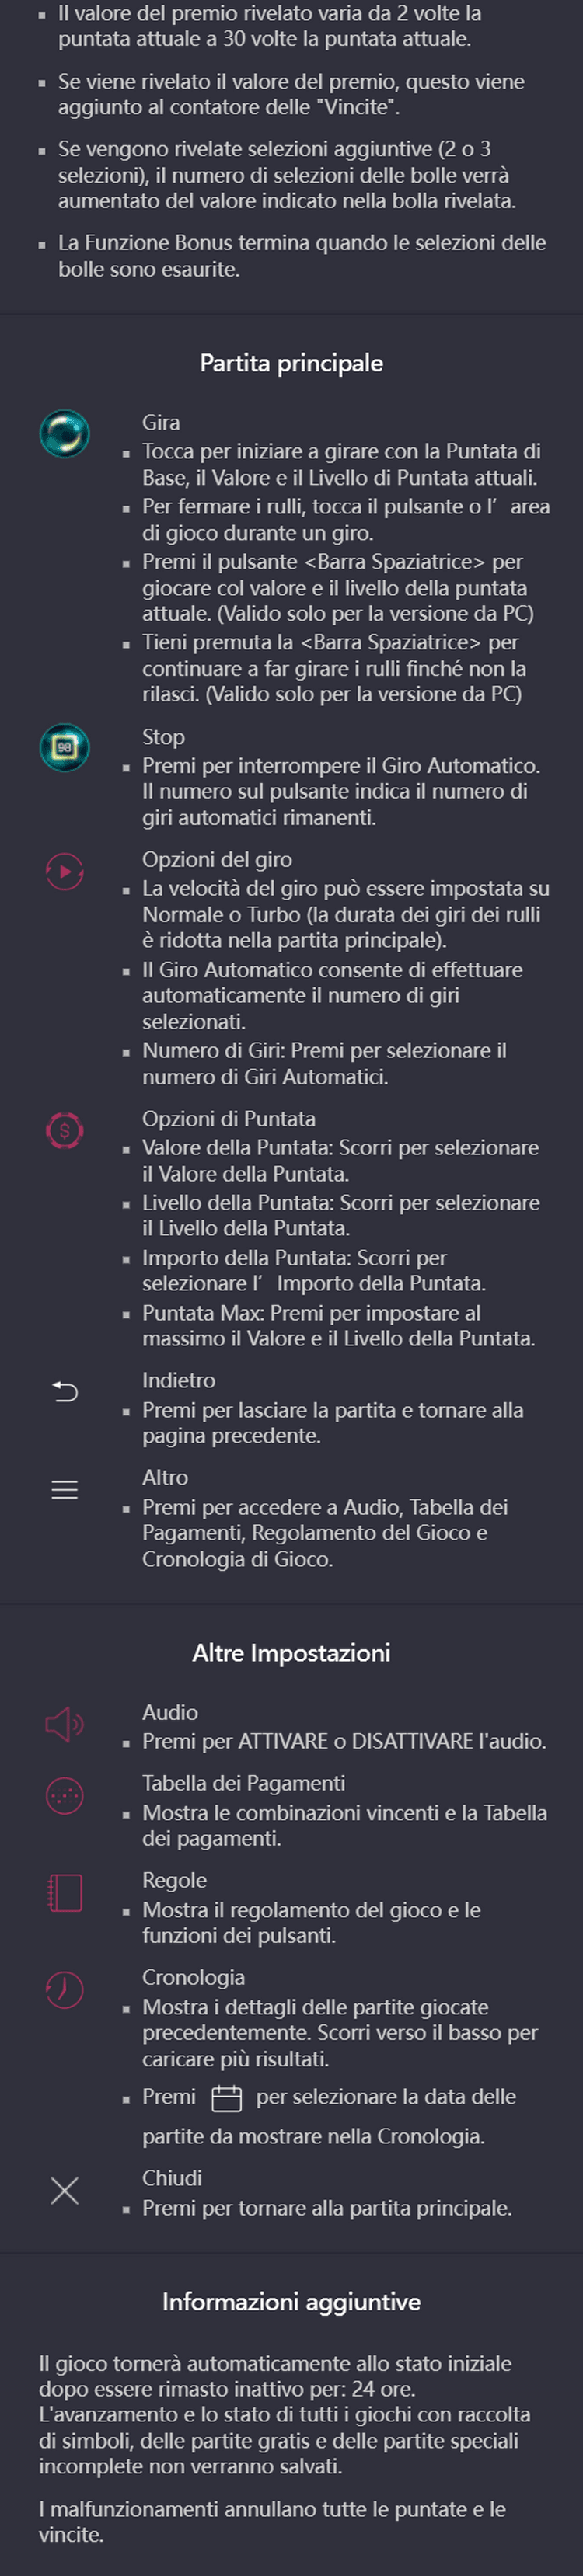 Il valore del premio rivelato varia da 2 volte la
puntata attuale a 30 volte la puntata attuale.
Se viene rivelato il valore del premio, questo viene
aggiunto al contatore delle "Vincite".
Se vengono rivelate selezioni aggiuntive (2 o 3
selezioni), il numero di selezioni delle bolle verrà
aumentato del valore indicato nella bolla rivelata.
La Funzione Bonus termina quando le selezioni delle
bolle sono esaurite.
Partita principale
Gira
Tocca per iniziare a girare con la Puntata di
Base, il Valore e il Livello di Puntata attuali.
Per fermare i rulli, tocca il pulsante o l’ area
di gioco durante un giro.
Premi il pulsante <Barra Spaziatrice> per
giocare col valore e il livello della puntata
attuale. (Valido solo per la versione da PC)
Tieni premuta la <Barra Spaziatrice> per
continuare a far girare i rulli finché non la
rilasci. (Valido solo per la versione da PC)
98
Stop
Premi per interrompere il Giro Automatico.
Il numero sul pulsante indica il numero di
giri automatici rimanenti.
Opzioni del giro
La velocità del giro può essere impostata su
Normale o Turbo (la durata dei giri dei rulli
è ridotta nella partita principale).
Il Giro Automatico consente di effettuare
automaticamente il numero di giri
selezionati.
Numero di Giri: Premi per selezionare il
numero di Giri Automatici.
$
Opzioni di Puntata
Valore della Puntata: Scorri per selezionare
il Valore della Puntata.
Livello della Puntata: Scorri per selezionare
il Livello della Puntata.
Importo della Puntata: Scorri per
selezionare l’ Importo della Puntata.
Puntata Max: Premi per impostare al
massimo il Valore e il Livello della Puntata.
Indietro
Premi per lasciare la partita e tornare alla
pagina precedente.
Altro
Premi per accedere a Audio, Tabella dei
Pagamenti, Regolamento del Gioco e
Cronologia di Gioco.
Altre Impostazioni
Audio
Premi per ATTIVARE o DISATTIVARE l'audio.
Tabella dei Pagamenti
Mostra le combinazioni vincenti e la Tabella
dei pagamenti.
Regole
Mostra il regolamento del gioco e le
funzioni dei pulsanti.
Cronologia
Mostra i dettagli delle partite giocate
precedentemente. Scorri verso il basso per
caricare più risultati.
Premi per selezionare la data delle
partite da mostrare nella Cronologia.
Chiudi
Premi per tornare alla partita principale.
Informazioni aggiuntive
Il gioco tornerà automaticamente allo stato iniziale
dopo essere rimasto inattivo per: 24 ore.
L'avanzamento e lo stato di tutti i giochi con raccolta
di simboli, delle partite gratis e delle partite speciali
incomplete non verranno salvati.
I malfunzionamenti annullano tutte le puntate e le
vincite.